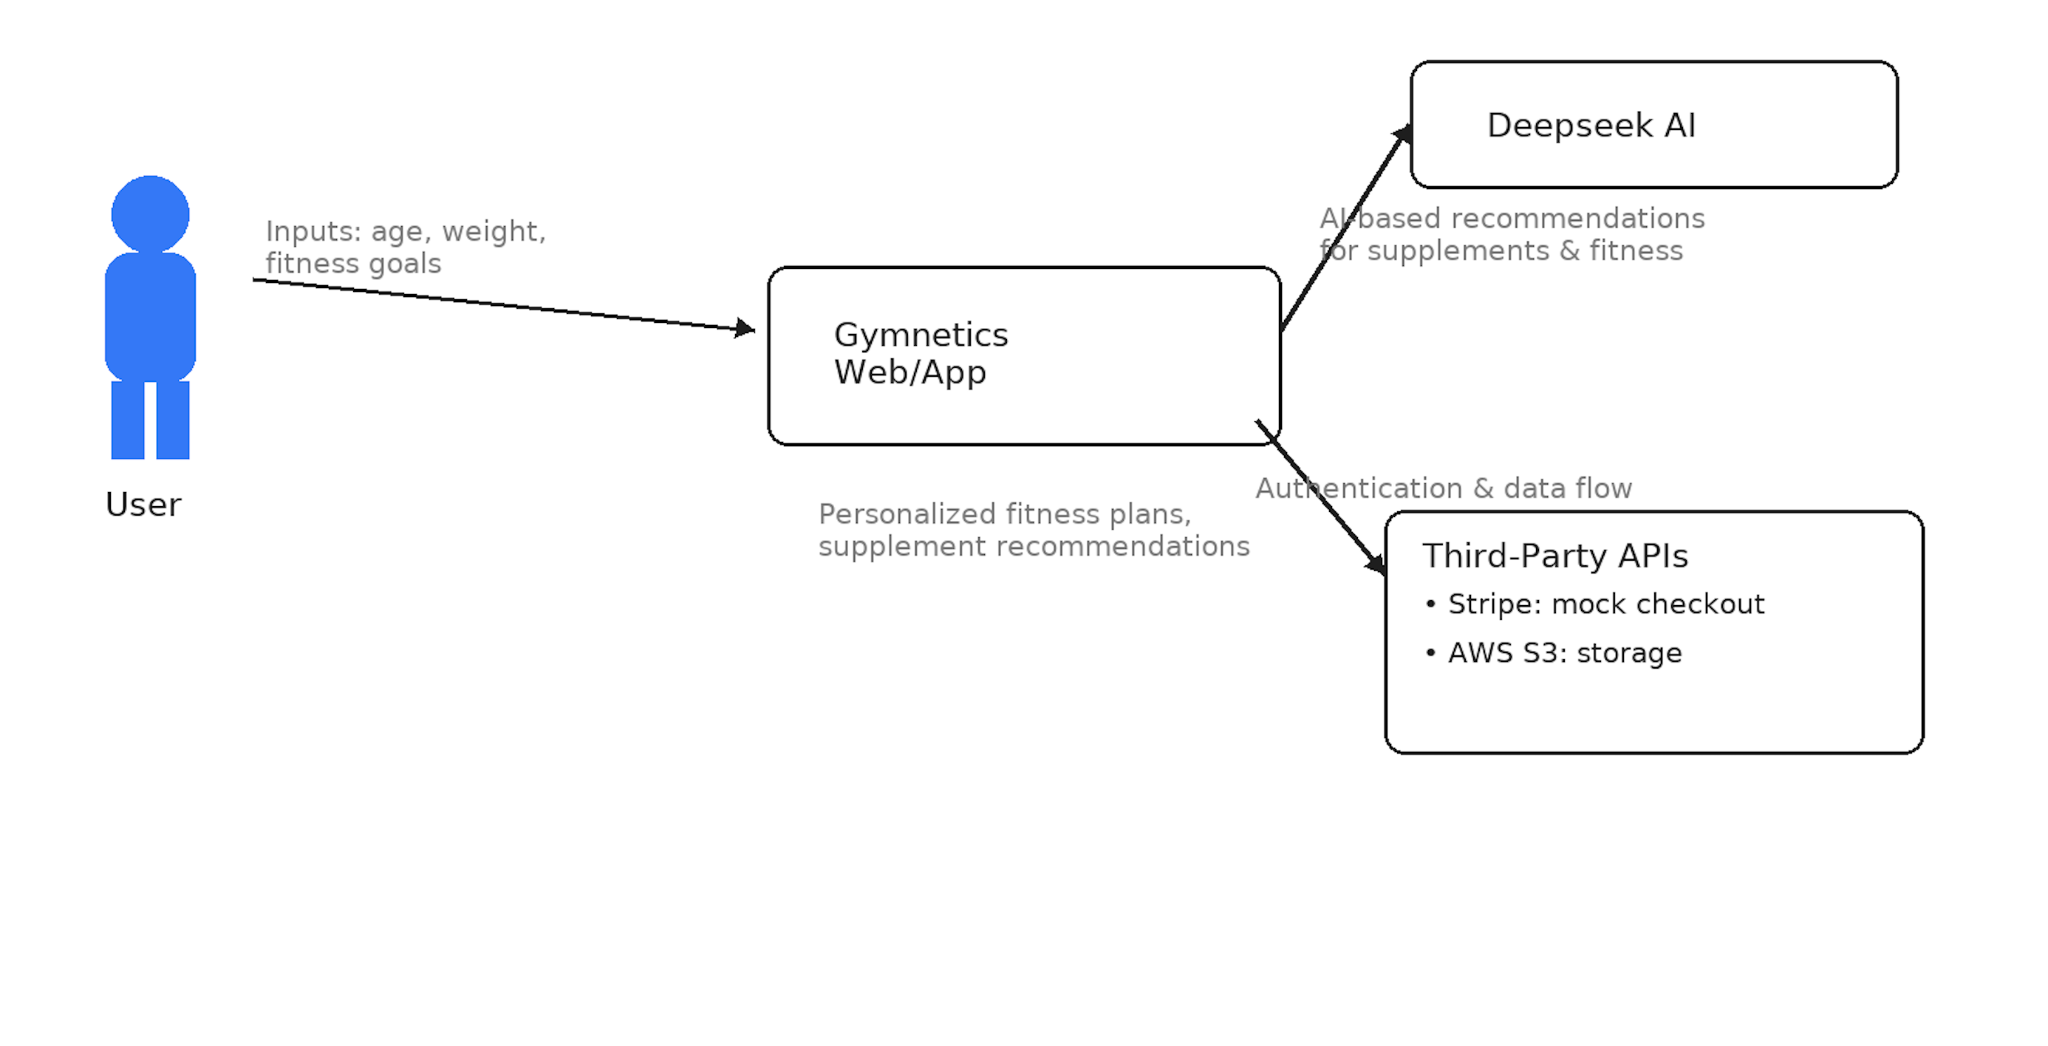 Deepseek AI
Inputs: age, weight,
fitness goals
AI-based recommendations
for supplements & fitness
Gymnetics
Web/App
User
Personalized fitness plans,
supplement recommendations
Authentication & data flow
Third-Party APIs
• Stripe: mock checkout
• AWS S3: storage